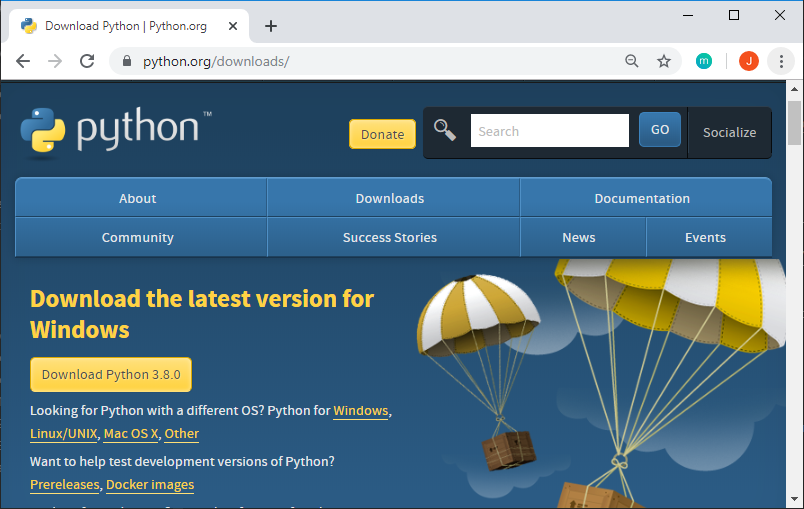 Download Python | Python.org
python.org/downloads/
m
J
python™
Donate
Search
GO
Socialize
About
Downloads
Documentation
Community
Success Stories
News
Events
Download the latest version for
Windows
Download Python 3.8.0
Looking for Python with a different OS? Python for Windows,
Linux/UNIX, Mac OS X, Other
Want to help test development versions of Python?
Prereleases, Docker images